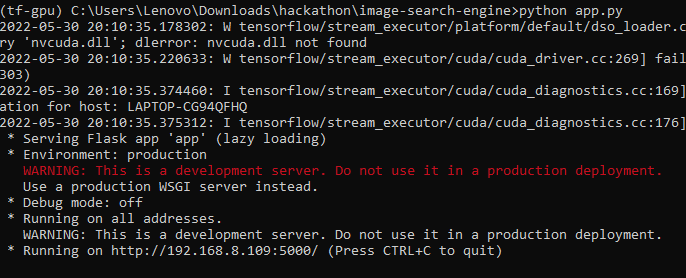 (tf-gpu) C:\Users\Lenovo\Downloads\hackathon\image-search-engine>python app.py
2022-05-30 20:10:35.178302: W tensorflow/stream_executor/platform/default/dso_loader.c
ry 'nvcuda.dll'; dlerror: nvcuda.dll not found
2022-05-30 20:10:35.220633: W tensorflow/stream_executor/cuda/cuda_driver.cc:269] fail
303)
2022-05-30 20:10:35.374460: I tensorflow/stream_executor/cuda/cuda_diagnostics.cc:169]
ation for host: LAPTOP-CG94QFHQ
2022-05-30 20:10:35.375312: I tensorflow/stream_executor/cuda/cuda_diagnostics.cc:176]
 * Serving Flask app 'app' (lazy loading)
 * Environment: production
   WARNING: This is a development server. Do not use it in a production deployment.
   Use a production WSGI server instead.
 * Debug mode: off
 * Running on all addresses.
   WARNING: This is a development server. Do not use it in a production deployment.
 * Running on http://192.168.8.109:5000/ (Press CTRL+C to quit)